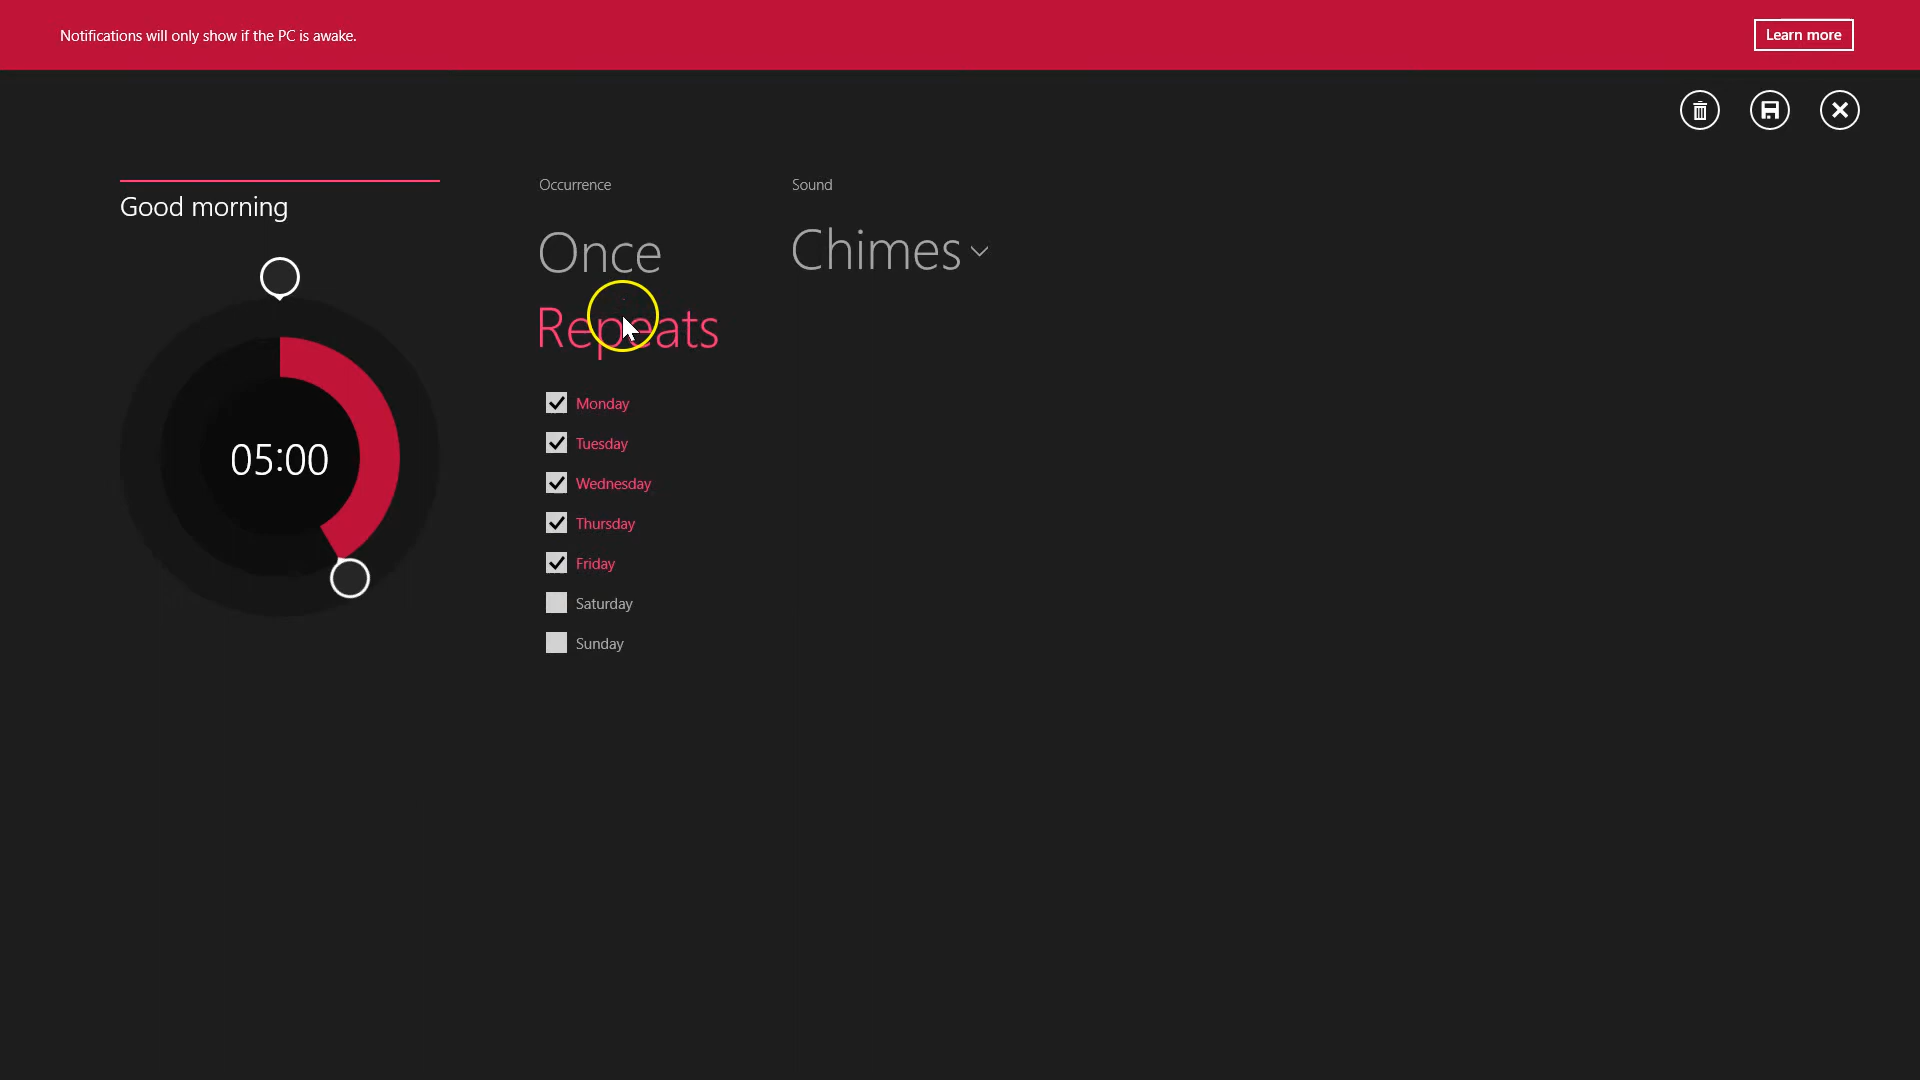 Notifications will only show if the PC is awake.
Learn more
Good morning
05:00
Occurrence
Once
Repeats
Monday
Tuesday
Wednesday
Thursday
Friday
Saturday
Sunday
Sound
Chimes